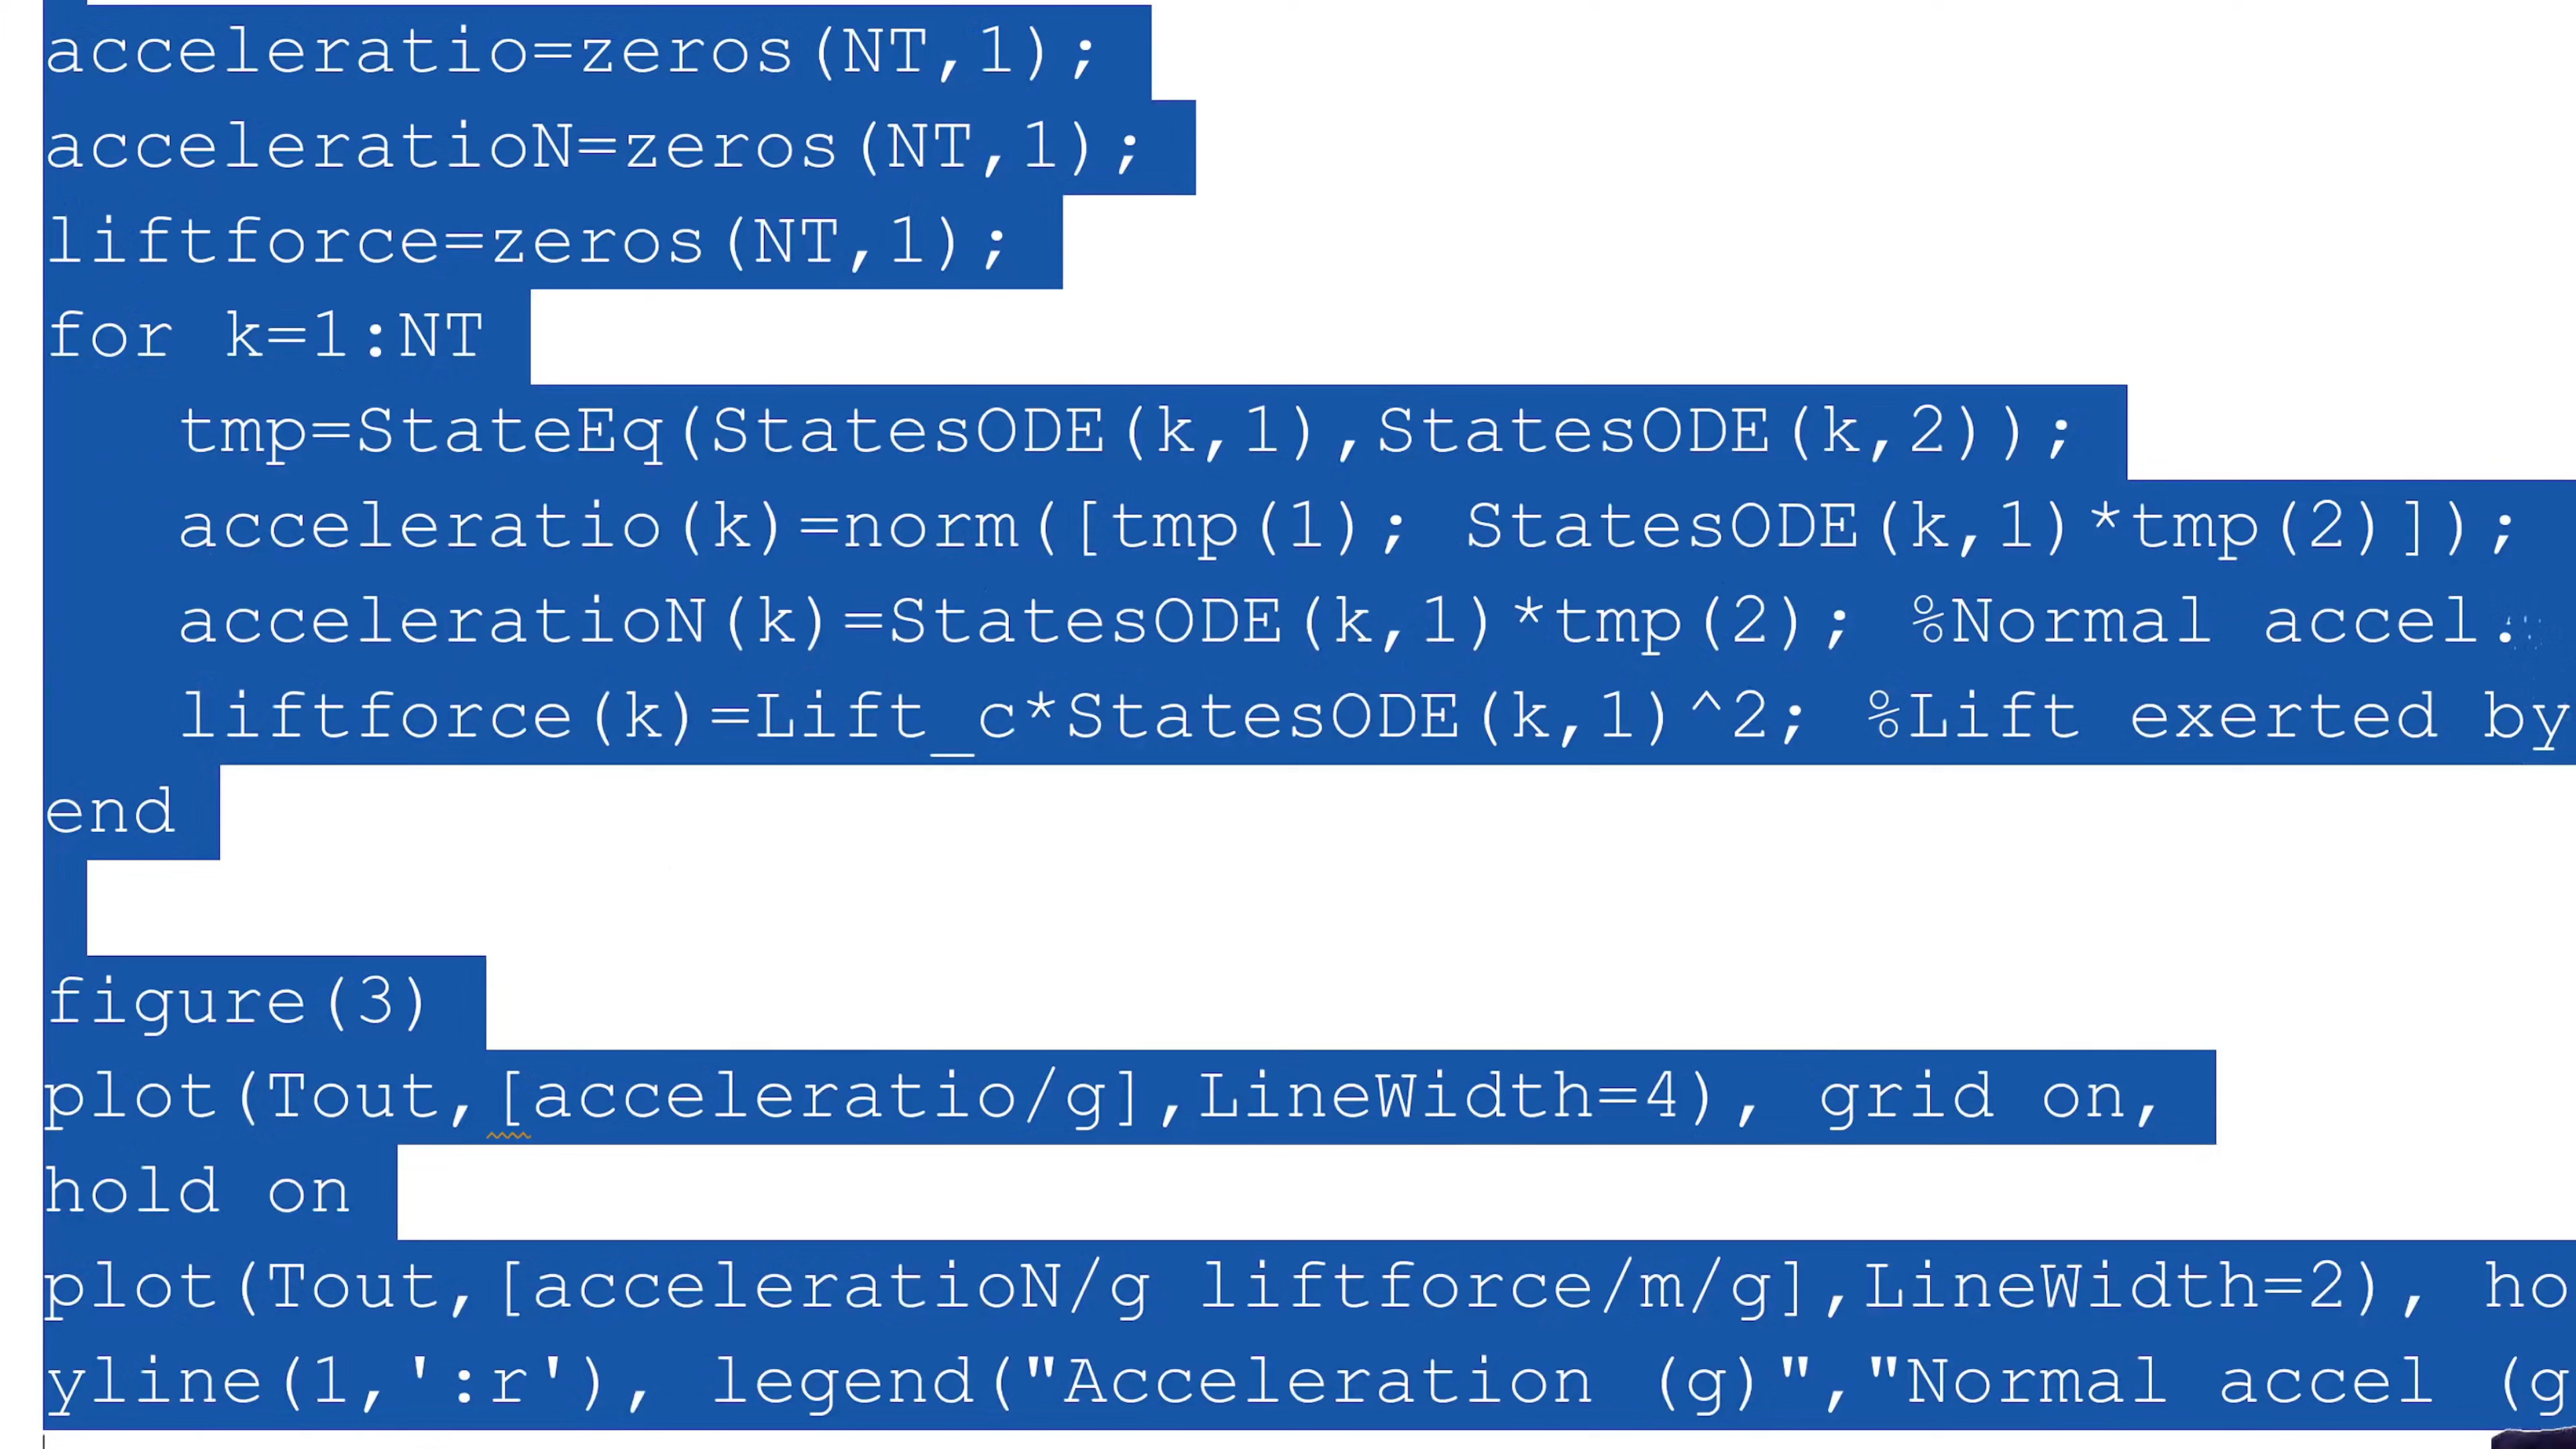 acceleratio=zeros(NT,1);
acceleratioN=zeros(NT,1);
liftforce=zeros(NT,1);
for k=1:NT
tmp=StateEq(StatesODE(k,1),StatesODE(k,2));
acceleratio(k)=norm([tmp(1); StatesODE(k,1)*tmp(2)]);
acceleratioN(k)=StatesODE(k,1)*tmp(2); %Normal accel.
liftforce(k)=Lift_c*StatesODE(k,1)^2; %Lift exerted by
end
figure(3)
plot(Tout,[acceleratio/g],LineWidth=4), grid on,
hold on
plot(Tout,[acceleratioN/g liftforce/m/g],LineWidth=2), ho
yline(1,':r'), legend("Acceleration (g)","Normal accel (g